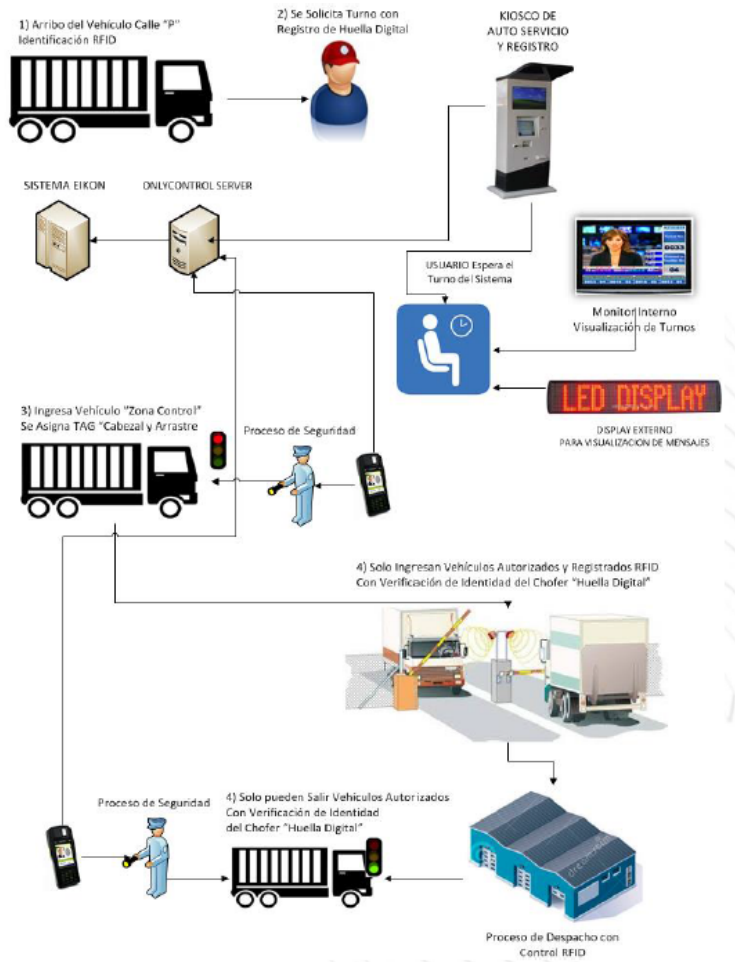 1) Arribo del Vehículo Calle "P"
Identificación RFID
2) Se Solicita Turno con
Registro de Huella Digital
KIOSCO DE
AUTO SERVICIO
Y REGISTRO
SISTEMA EIKON
ONLYCONTROL SERVER
USUARIO Espera el
Turno del Sistema
0033
04
Monitor Interno
Visualización de Turnos
LED DISPLAY
DISPLAY EXTERNO
PARA VISUALIZACION DE MENSAJES
3) Ingresa Vehículo "Zona Control"
Se Asigna TAG "Cabezal y Arrastre
Proceso de Seguridad
4) Solo Ingresan Vehículos Autorizados y Registrados RFID
Con Verificación de Identidad del Chofer "Huella Digital"
Proceso de Seguridad
4) Solo pueden Salir Vehículos Autorizados
Con Verificación de Identidad
del Chofer "Huella Digital"
Proceso de Despacho con
Control RFID